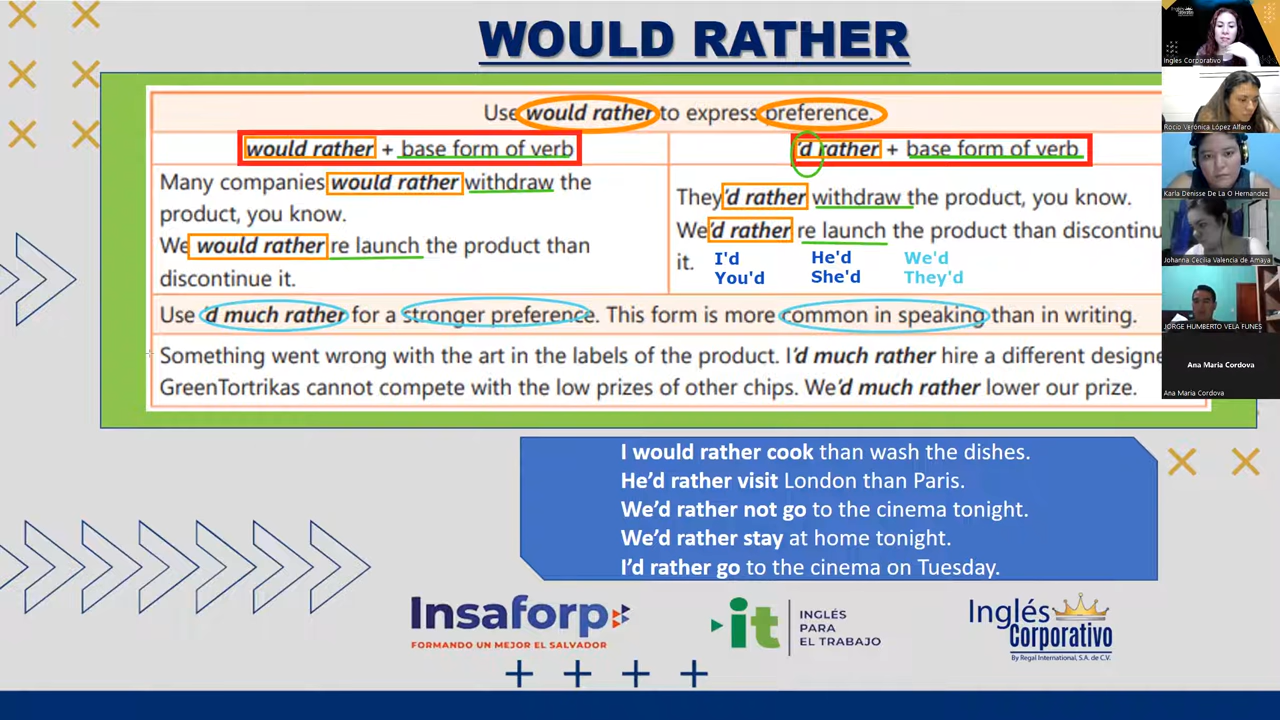 WOULD RATHER
Use would rather to express preference.
would rather + base form of verb
'd rather + base form of verb
Many companies would rather withdraw the
product, you know.
We would rather re launch the product than
discontinue it.
They'd rather withdraw the product, you know.
We'd rather re launch the product than discontinu
it.
I'd He'd We'd
You'd She'd They'd
Use 'd much rather for a stronger preference. This form is more common in speaking than in writing.
Something went wrong with the art in the labels of the product. I'd much rather hire a different designe
GreenTortrikas cannot compete with the low prizes of other chips. We'd much rather lower our prize.
I would rather cook than wash the dishes.
He'd rather visit London than Paris.
We'd rather not go to the cinema tonight.
We'd rather stay at home tonight.
I'd rather go to the cinema on Tuesday.
Insaforp
FORMANDO UN MEJOR EL SALVADOR
it
INGLÉS
PARA
EL TRABAJO
Inglés
Corporativo
By Regal International, S.A. de C.V.
Ingles Corporativo
Rocio Verónica López Alfaro
Karla Denisse De La O Hernandez
Johanna Cecilia Valencia de Amaya
JORGE HUMBERTO VELA FUNES
Ana Maria Cordova
Ana Maria Cordova